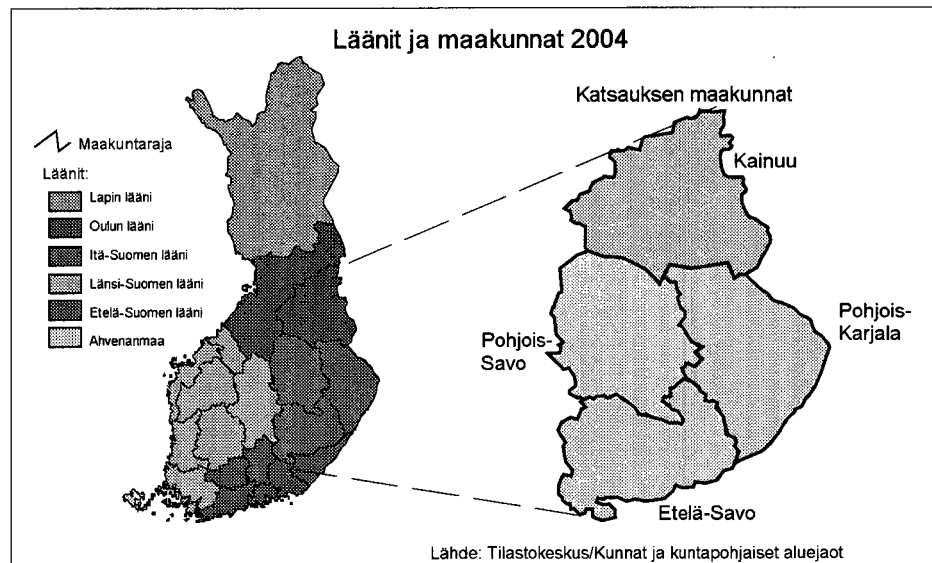 Läänit ja maakunnat 2004
Katsauksen maakunnat
Maakuntaraja
Läänit:
Lapin lääni
Oulun lääni
Itä-Suomen lääni
Länsi-Suomen lääni
Etelä-Suomen lääni
Ahvenanmaa
Kainuu
Pohjois-
Karjala
Pohjois-
Savo
Etelä-Savo
Lähde: Tilastokeskus/Kunnat ja kuntapohjaiset aluejaot